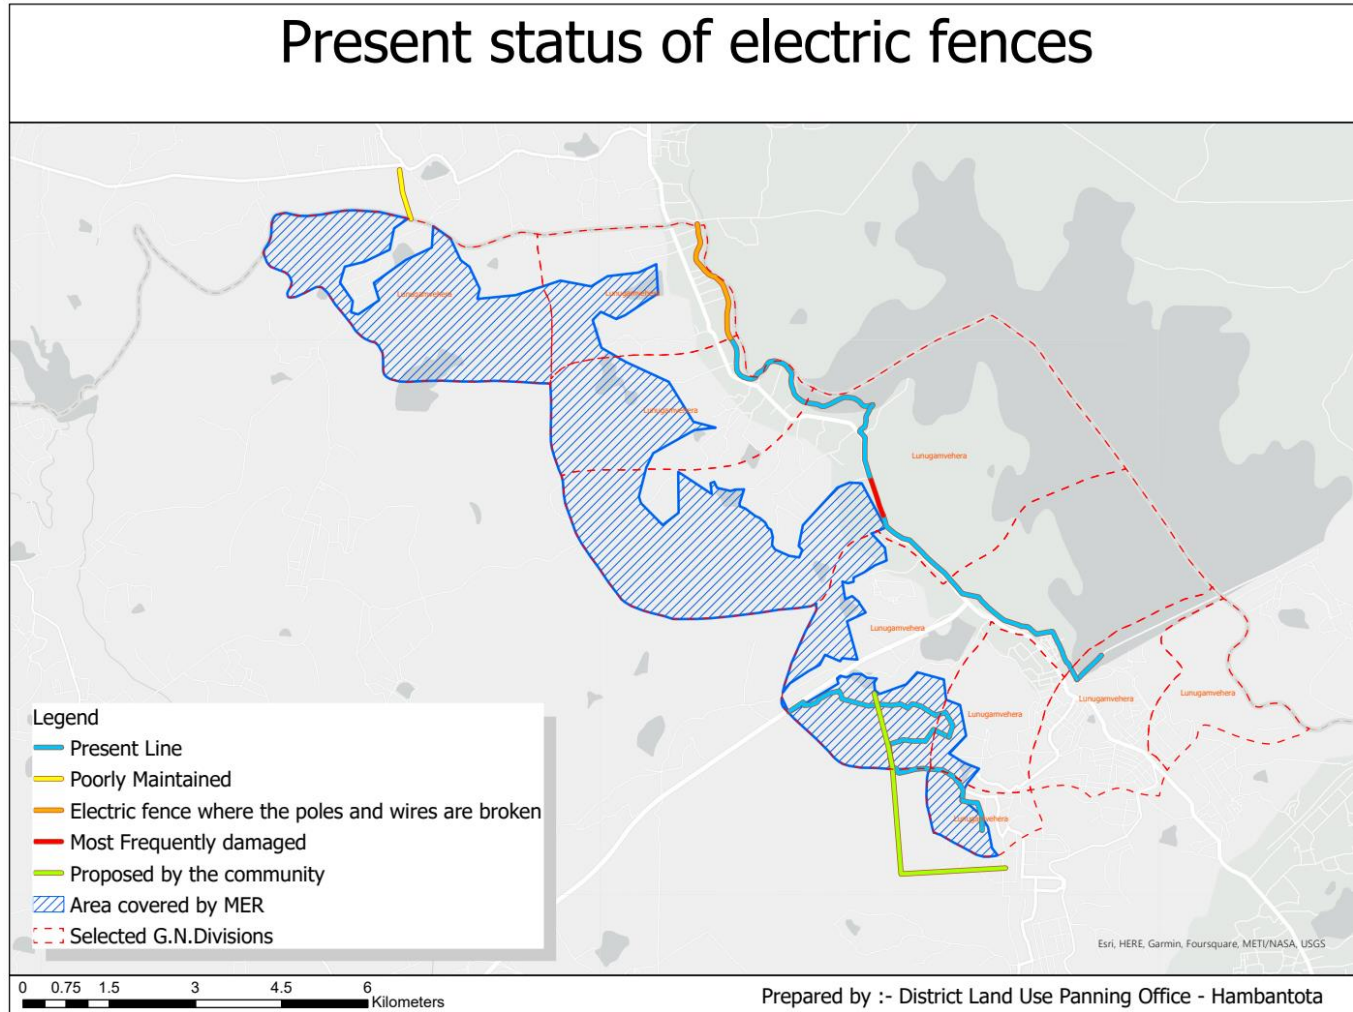 Present status of electric fences
Lunugamvehera
Lunugamvehera
Lunugamvehera
Lunugamvehera
Lunugamvehera
Lunugamvehera
Lunugamvehera
Lunugamvehera
Lunugamvehera
Legend
Present Line
Poorly Maintained
Electric fence where the poles and wires are broken
Most Frequently damaged
Proposed by the community
Area covered by MER
Selected G.N.Divisions
Esri, HERE, Garmin, Foursquare, METI/NASA, USGS
0 0.75 1.5 3 4.5 6
Kilometers
Prepared by :- District Land Use Panning Office - Hambantota